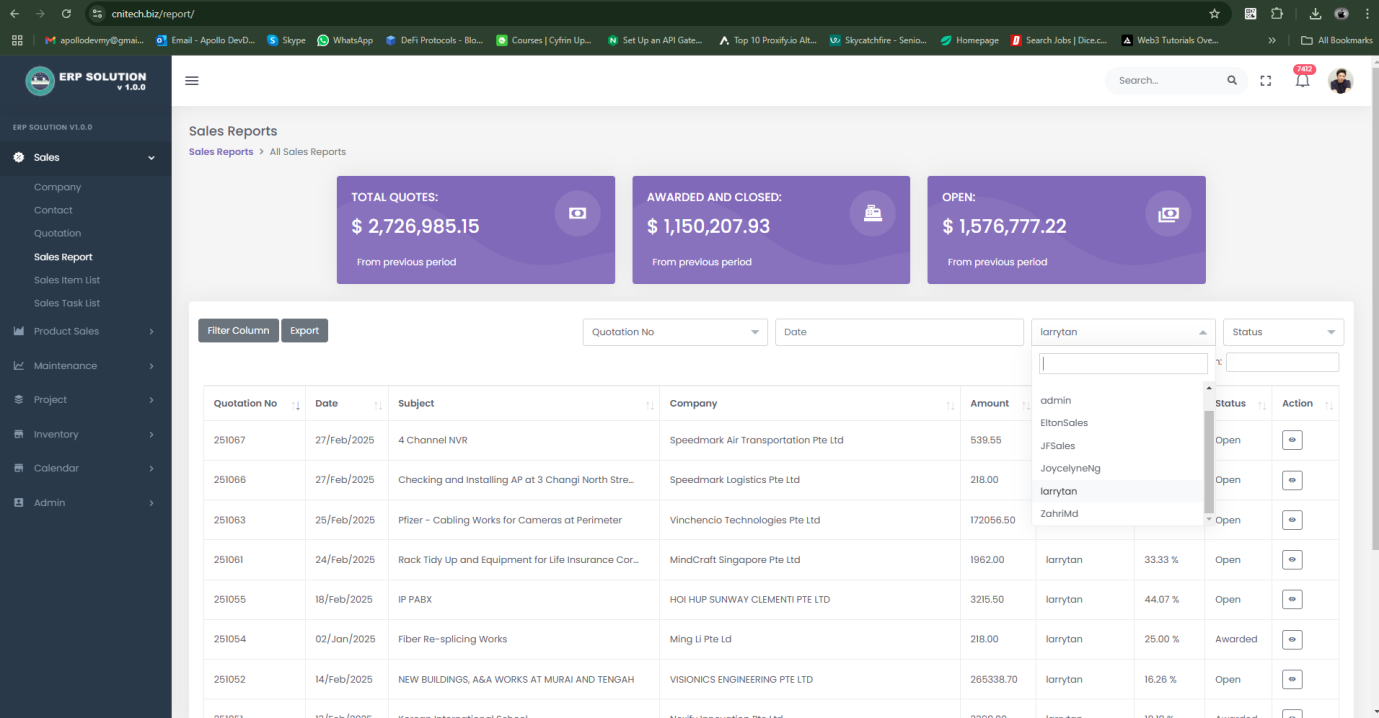 cnitech.biz/report/
apollodevmy@gmai...
Email - Apollo DevD...
Skype
WhatsApp
DeFi Protocols - Blo...
Courses | Cyfrin Up...
Set Up an API Gate...
Top 10 Proxify.io Alt...
Skycatchfire - Senio...
Homepage
Search Jobs | Dice.c...
Web3 Tutorials Ove...
»
All Bookmarks
ERP SOLUTION
v 1.0.0
Search...
7412
ERP SOLUTION V1.0.0
Sales
Company
Contact
Quotation
Sales Report
Sales Item List
Sales Task List
Product Sales
Maintenance
Project
Inventory
Calendar
Admin
Sales Reports
Sales Reports > All Sales Reports
TOTAL QUOTES:
$ 2,726,985.15
From previous period
AWARDED AND CLOSED:
$ 1,150,207.93
From previous period
OPEN:
$ 1,576,777.22
From previous period
Filter Column
Export
Quotation No
Date
larrytan
Status
admin
EltonSales
JFSales
JoycelyneNg
larrytan
ZahriMd
Quotation No Date Subject Company Amount Status Action
251067 27/Feb/2025 4 Channel NVR Speedmark Air Transportation Pte Ltd 539.55 Open
251066 27/Feb/2025 Checking and Installing AP at 3 Changi North Stre... Speedmark Logistics Pte Ltd 218.00 Open
251063 25/Feb/2025 Pfizer - Cabling Works for Cameras at Perimeter Vinchencio Technologies Pte Ltd 172056.50 Open
251061 24/Feb/2025 Rack Tidy Up and Equipment for Life Insurance Cor... MindCraft Singapore Pte Ltd 1962.00 larrytan 33.33 % Open
251055 18/Feb/2025 IP PABX HOI HUP SUNWAY CLEMENTI PTE LTD 3215.50 larrytan 44.07 % Open
251054 02/Jan/2025 Fiber Re-splicing Works Ming Li Pte Ld 218.00 larrytan 25.00 % Awarded
251052 14/Feb/2025 NEW BUILDINGS, A&A WORKS AT MURAI AND TENGAH VISIONICS ENGINEERING PTE LTD 265338.70 larrytan 16.26 % Open